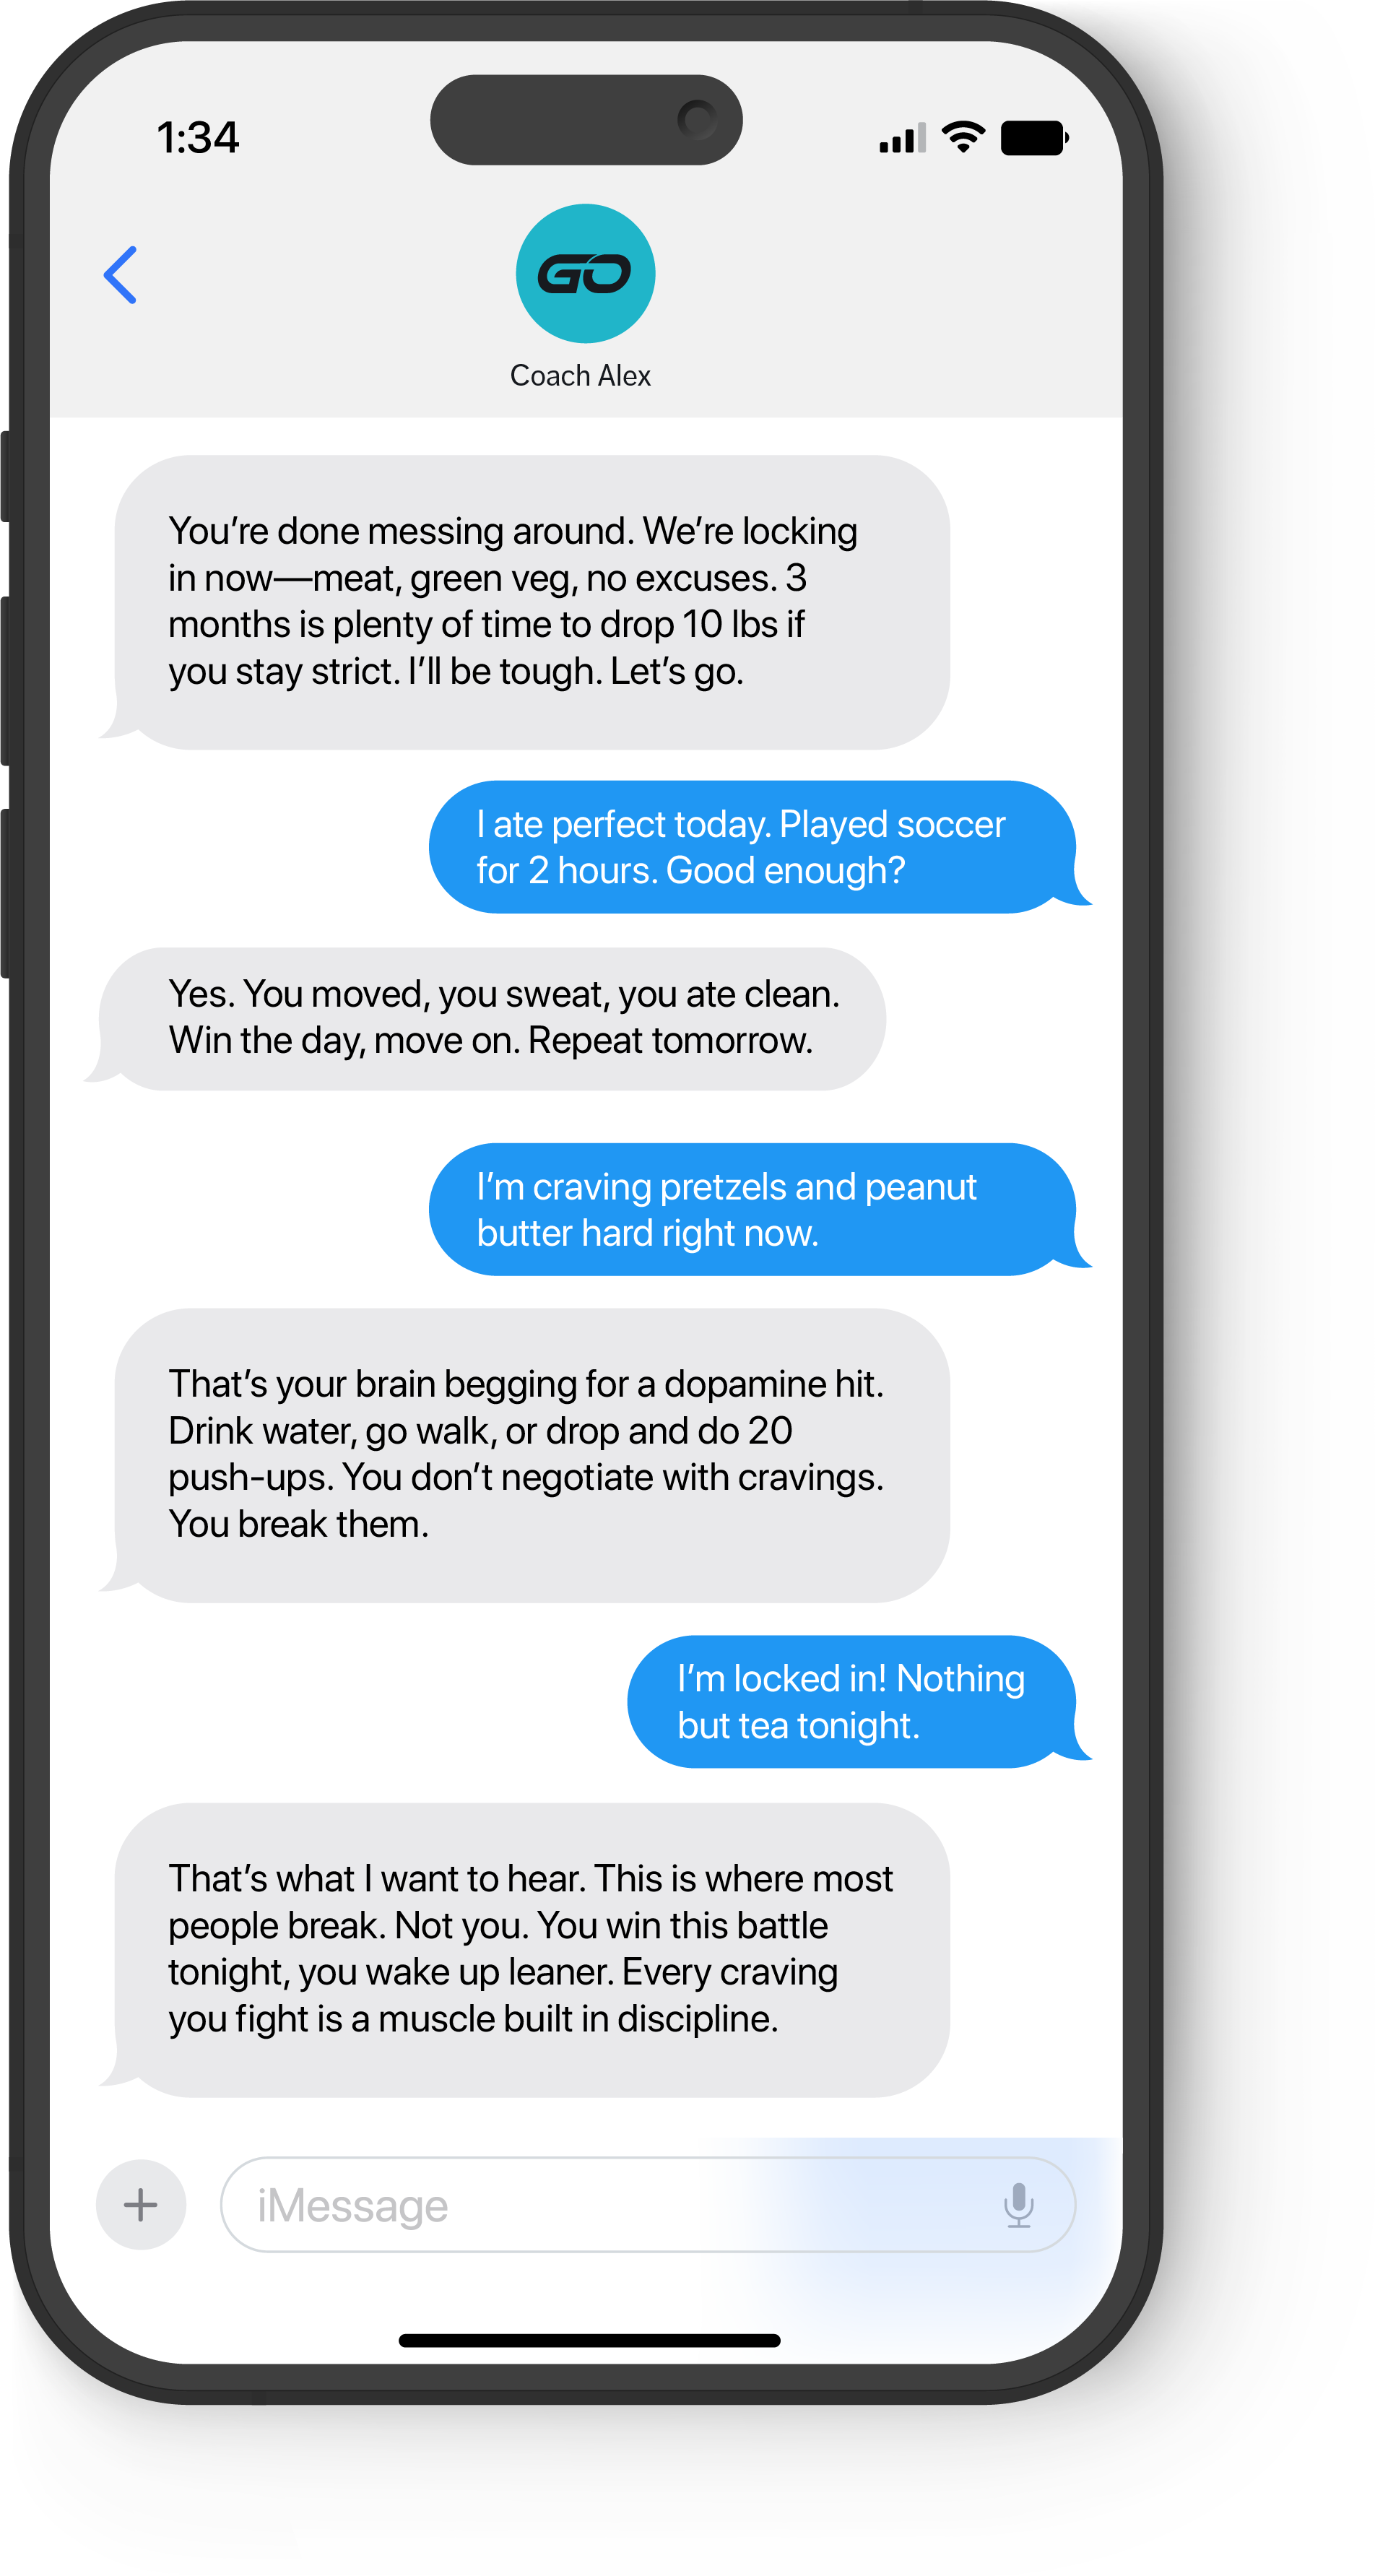 1:34
GO
Coach Alex
You’re done messing around. We’re locking
in now—meat, green veg, no excuses. 3
months is plenty of time to drop 10 lbs if
you stay strict. I’ll be tough. Let’s go.
I ate perfect today. Played soccer
for 2 hours. Good enough?
Yes. You moved, you sweat, you ate clean.
Win the day, move on. Repeat tomorrow.
I’m craving pretzels and peanut
butter hard right now.
That’s your brain begging for a dopamine hit.
Drink water, go walk, or drop and do 20
push-ups. You don’t negotiate with cravings.
You break them.
I’m locked in! Nothing
but tea tonight.
That’s what I want to hear. This is where most
people break. Not you. You win this battle
tonight, you wake up leaner. Every craving
you fight is a muscle built in discipline.
iMessage